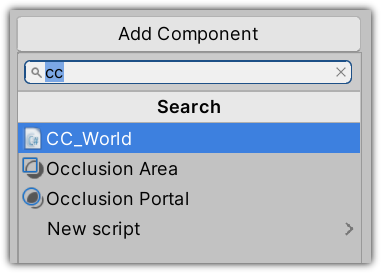 Add Component
cc
Search
CC_World
Occlusion Area
Occlusion Portal
New script